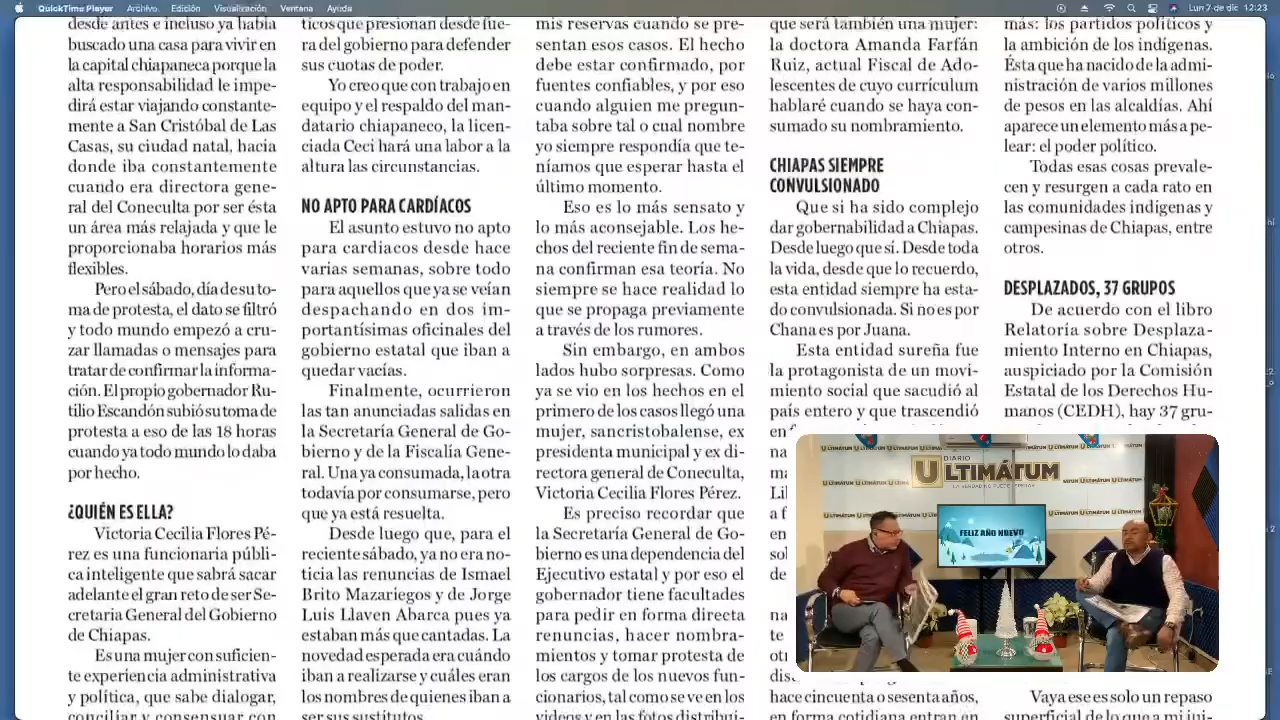 QuickTime Player Archivo Edición Visualización Ventana Ayuda
Lun 7 de dic 12:23
desde antes e incluso ya había
buscado una casa para vivir en
la capital chiapaneca porque la
alta responsabilidad le impe-
dirá estar viajando constante-
mente a San Cristóbal de Las
Casas, su ciudad natal, hacia
donde iba constantemente
cuando era directora gene-
ral del Coneculta por ser ésta
un área más relajada y que le
proporcionaba horarios más
flexibles.
Pero el sábado, día de su to-
ma de protesta, el dato se filtró
y todo mundo empezó a cru-
zar llamadas o mensajes para
tratar de confirmar la informa-
ción. El propio gobernador Ru-
tilio Escandón subió su toma de
protesta a eso de las 18 horas
cuando ya el mundo lo daba
por hecho.
¿QUIÉN ES ELLA?
Victoria Cecilia Flores Pé-
rez es una funcionaria públi-
ca inteligente que sabrá sacar
adelante el gran reto de ser Se-
cretaria General del Gobierno
de Chiapas.
Es una mujer con suficien-
te experiencia administrativa
y política, que sabe dialogar,
conciliar y consensuar con
ticos que presionan desde fue-
ra del gobierno para defender
sus cuotas de poder.
Yo creo que con trabajo en
equipo y el respaldo del man-
datario chiapaneco, la licen-
ciada Ceci hará una labor a la
altura las circunstancias.
NO APTO PARA CARDÍACOS
El asunto estuvo no apto
para cardiacos desde hace
varias semanas, sobre todo
para aquellos que ya se veían
despachando en dos im-
portantísimas oficinales del
gobierno estatal que iban a
quedar vacías.
Finalmente, ocurrieron
las tan anunciadas salidas en
la Secretría General de Go-
bierno y de la Fiscalía Gene-
ral. Una ya consumada, la otra
todavía por consumarse, pero
que ya está resuelta.
Desde luego que, para el
reciente sábado, ya no era no-
ticia las renuncias de Ismael
Brito Mazariegos y de Jorge
Luis Llaven Abarca pues ya
estaban más que cantadas. La
novedad esperada era cuándo
iban a realizarse y cuáles eran
los nombres de quienes iban a
ser sus sustitutos.
mis reservas cuando se pre-
sentan esos casos. El hecho
debe estar confirmado, por
fuentes confiables, y por eso
cuando alguien me pregun-
taba sobre tal o cual nombre
yo siempre respondía que te-
níamos que esperar hasta el
último momento.
Eso es lo más sensato y
lo más aconsejable. Los he-
chos del reciente fin de sema-
na confirman esa teoría. No
siempre se hace realidad lo
que se propaga previamente
a través de los rumores.
Sin embargo, en ambos
lados hubo sorpresas. Como
ya se vio en los hechos en el
primero de los casos llegó una
mujer, sancristobalense, ex
presidenta municipal y ex di-
rectora general de Coneculta,
Victoria Cecilia Flores Pérez.
Es preciso recordar que
la Secretaría General de Go-
bierno es una dependencia del
Ejecutivo estatal y por eso el
gobernador tiene facultades
para pedir en forma directa
renuncias, hacer nombra-
mientos y tomar protesta de
los cargos de los nuevos fun-
cionarios, tal como se ve en los
videos y en las fotos distribui-
que será también una mujer:
la doctora Amanda Farfán
Ruiz, actual Fiscal de Ado-
lescentes de cuyo currículum
hablaré cuando se haya con-
sumado su nombramiento.
CHIAPAS SIEMPRE
CONVULSIONADO
Que si ha sido complejo
dar gobernabilidad a Chiapas.
Desde luego que sí. Desde toda
la vida, desde que lo recuerdo,
esta entidad siempre ha esta-
do convulsionada. Si no es por
Chana es por Juana.
Esta entidad sureña fue
la protagonista de un movi-
miento social que sacudió al
país entero y que trascendió
hace cincuenta o sesenta años,
en forma cotidiana entran en
más: los partidos políticos y
la ambición de los indígenas.
Ésta que ha nacido de la admi-
nistración de varios millones
de pesos en las alcaldías. Ahí
aparece un elemento más a pe-
lear: el poder político.
Todas esas cosas prevale-
cen y resurgen a cada rato en
las comunidades indigenas y
campesinas de Chiapas, entre
otros.
DESPLAZADOS, 37 GRUPOS
De acuerdo con el libro
Relatoría sobre Desplaza-
miento Interno en Chiapas,
auspiciado por la Comisión
Estatal de los Derechos Hu-
manos (CEDH), hay 37 gru-
Vaya ese es solo un repaso
superficial de lo que a mi jui-
DIARIO
ULTIMÁTUM
LA VERDAD NO PUEDE ESPERAR
FELIZ AÑO NUEVO